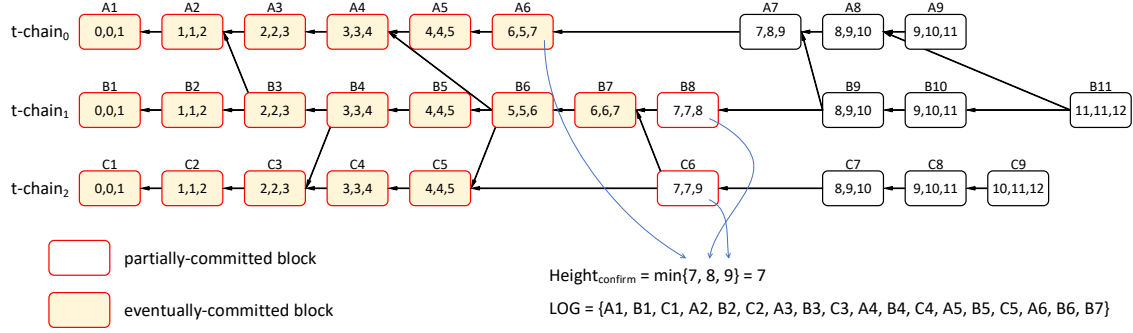 A1 A2 A3 A4 A5 A6 A7 A8 A9
t-chain0 0,0,1 1,1,2 2,2,3 3,3,4 4,4,5 6,5,7 7,8,9 8,9,10 9,10,11
B1 B2 B3 B4 B5 B6 B7 B8 B9 B10 B11
t-chain1 0,0,1 1,1,2 2,2,3 3,3,4 4,4,5 5,5,6 6,6,7 7,7,8 8,9,10 9,10,11 11,11,12
C1 C2 C3 C4 C5 C6 C7 C8 C9
t-chain2 0,0,1 1,1,2 2,2,3 3,3,4 4,4,5 7,7,9 8,9,10 9,10,11 10,11,12
partially-committed block
Heightconfirm = min{7, 8, 9} = 7
eventually-committed block
LOG = {A1, B1, C1, A2, B2, C2, A3, B3, C3, A4, B4, C4, A5, B5, C5, A6, B6, B7}